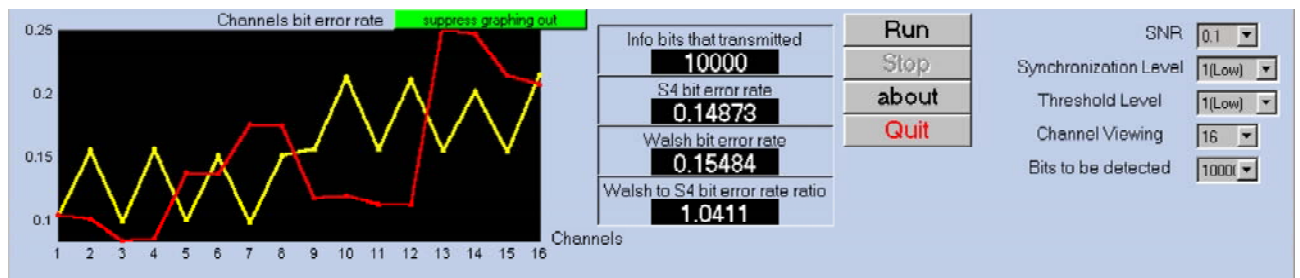 Channels bit error rate
suppress graphing out
0.25
0.2
0.15
0.1
1 2 3 4 5 6 7 8 9 10 11 12 13 14 15 16
Channels
Info bits that transmitted
10000
S4 bit error rate
0.14873
Walsh bit error rate
0.15484
Walsh to S4 bit error rate ratio
1.0411
Run
Stop
about
Quit
SNR 0.1
Synchronization Level 1(Low)
Threshold Level 1(Low)
Channel Viewing 16
Bits to be detected 1000(